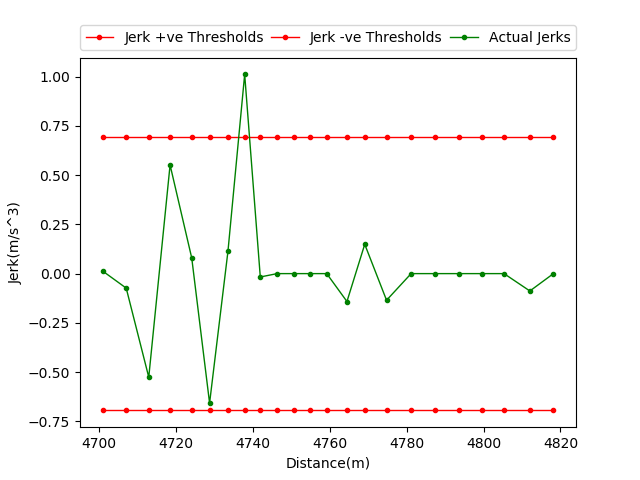 Jerk +ve Thresholds Jerk -ve Thresholds Actual Jerks
1.00
0.75
0.50
0.25
0.00
−0.25
−0.50
−0.75
Jerk(m/s^3)
4700 4720 4740 4760 4780 4800 4820
Distance(m)